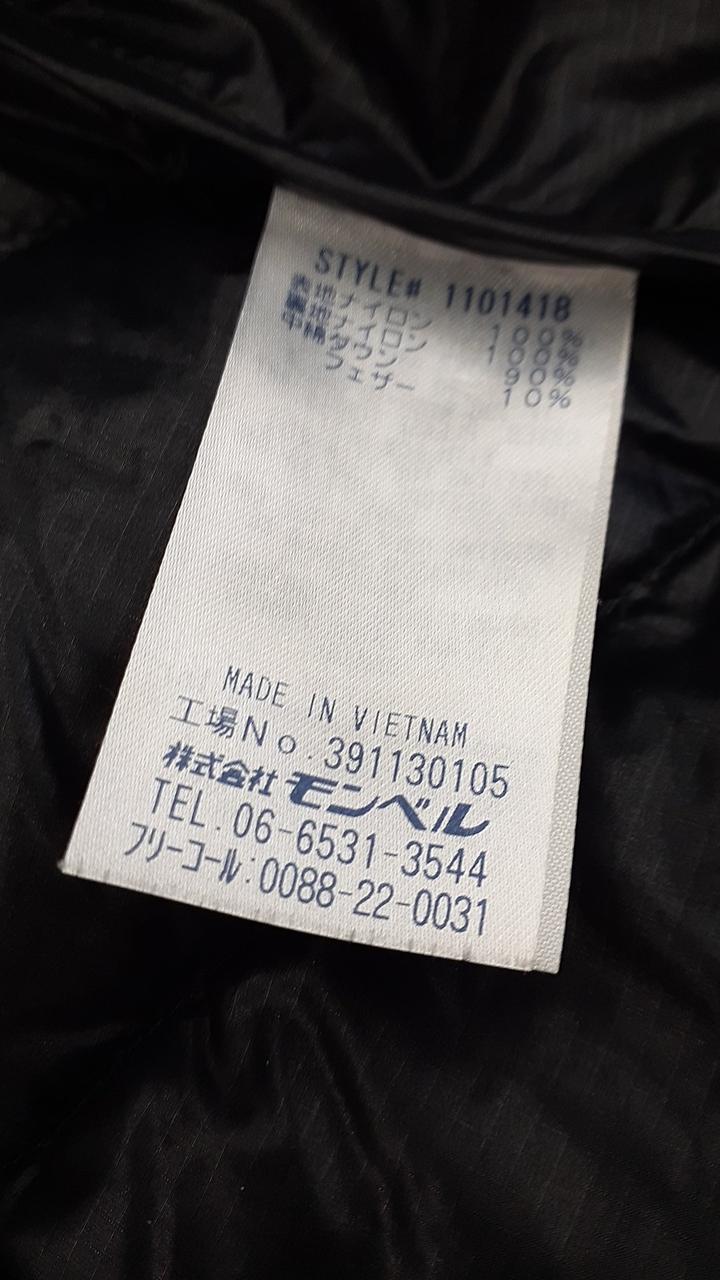 STYLE# 1101418
表地ナイロン 100%
裏地ナイロン 100%
中綿ダウン 90%
フェザー 10%
MADE IN VIETNAM
工場No.391130105
株式会社モンベル
TEL.06-6531-3544
フリーコール:0088-22-0031